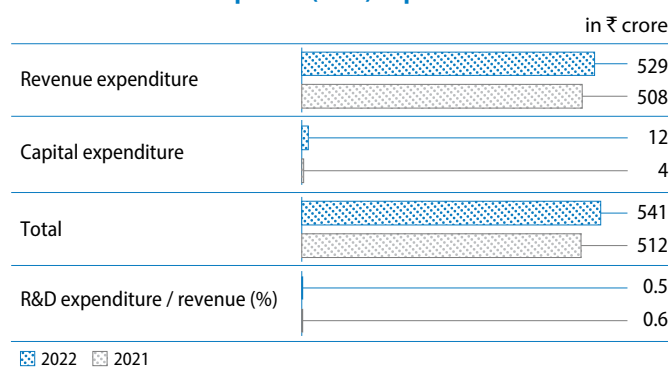 in ₹ crore
Revenue expenditure
529
508
Capital expenditure
12
4
Total
541
512
R&D expenditure / revenue (%)
0.5
0.6
2022 2021